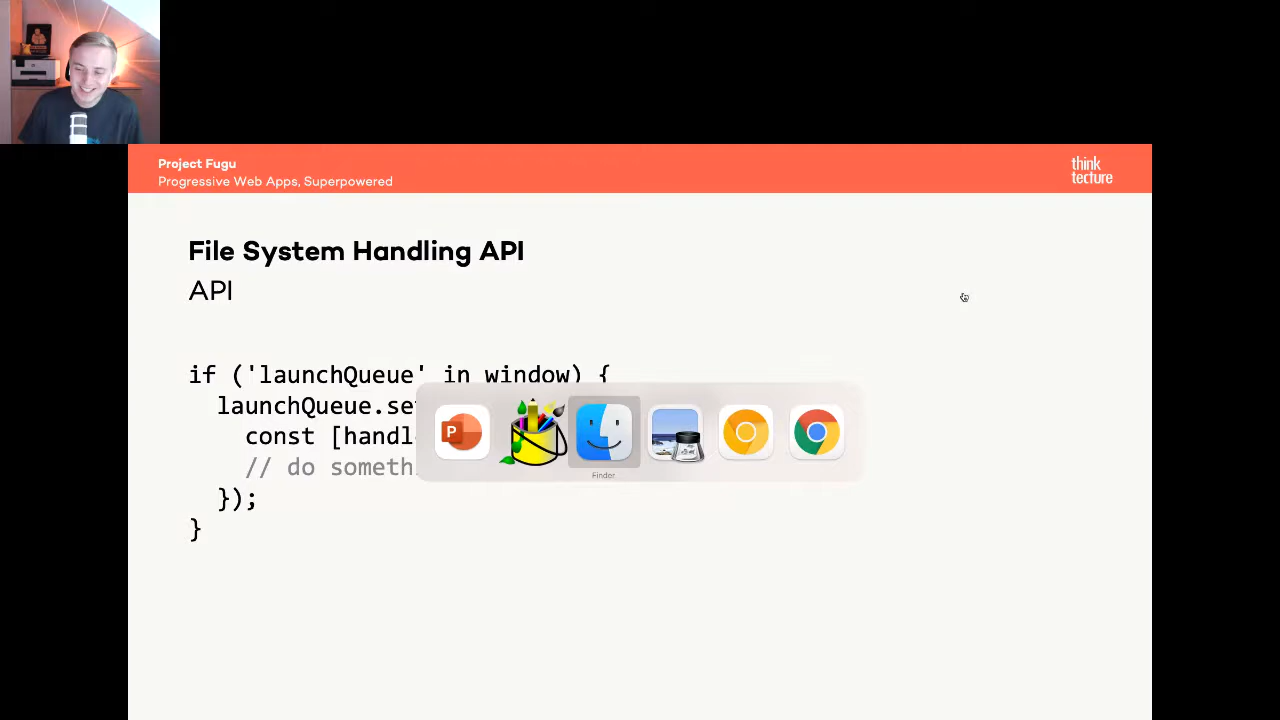 Project Fugu
Progressive Web Apps, Superpowered
think
tecture
File System Handling API
API
if ('launchQueue' in window) {
launchQueue.se
const [handl
// do someth
});
}
P
Finder